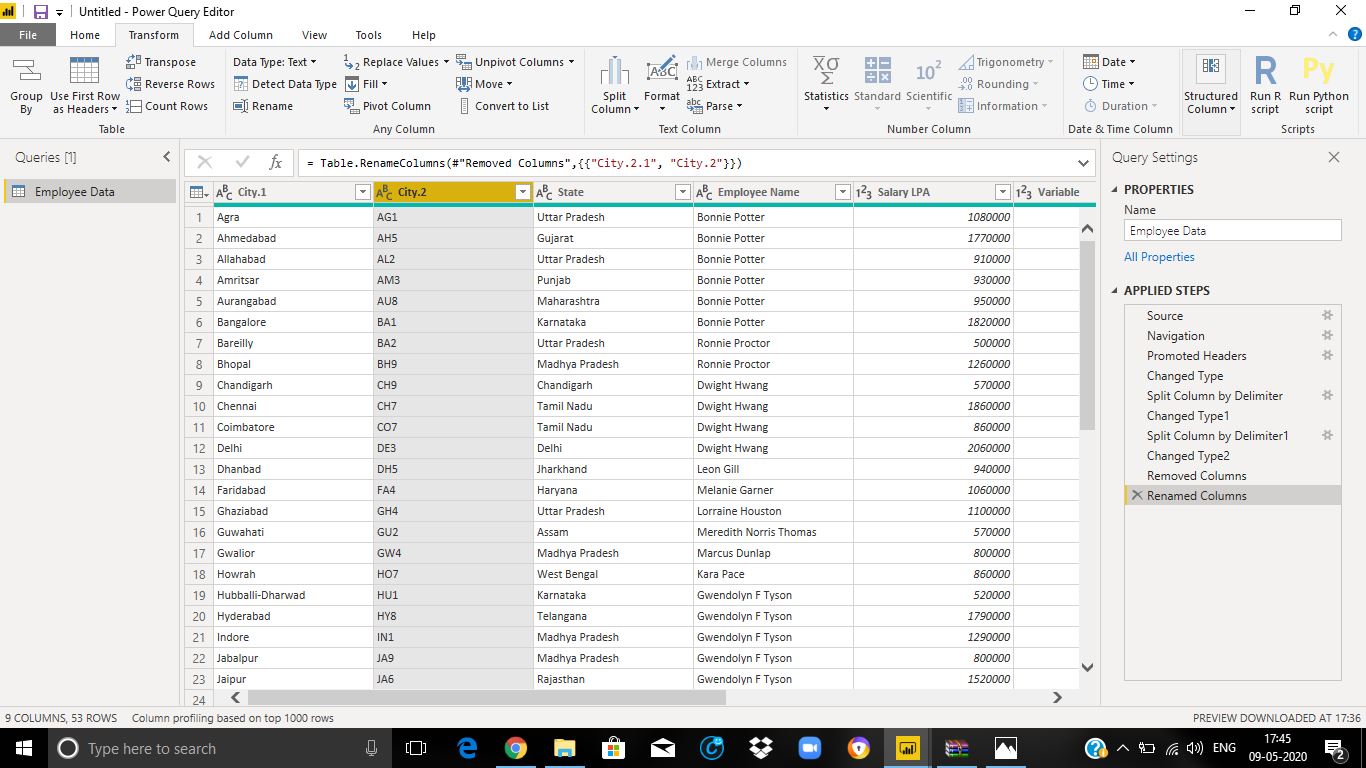 Untitled - Power Query Editor
File Home Transform Add Column View Tools Help
Group By
Use First Row as Headers
Transpose
Reverse Rows
Count Rows
Table
Data Type: Text
Detect Data Type
Rename
Replace Values
Fill
Pivot Column
Unpivot Columns
Move
Convert to List
Any Column
Split Column
Format
Merge Columns
Extract
Parse
Text Column
Statistics
Standard
Scientific
Trigonometry
Rounding
Information
Number Column
Date
Time
Duration
Date & Time Column
Structured Column
Run R script
Run Python script
Scripts
Queries [1]
Employee Data
= Table.RenameColumns(#"Removed Columns",{{"City.2.1", "City.2"}})
City.1 City.2 State Employee Name Salary LPA Variable
1 Agra AG1 Uttar Pradesh Bonnie Potter 1080000
2 Ahmedabad AH5 Gujarat Bonnie Potter 1770000
3 Allahabad AL2 Uttar Pradesh Bonnie Potter 910000
4 Amritsar AM3 Punjab Bonnie Potter 930000
5 Aurangabad AU8 Maharashtra Bonnie Potter 950000
6 Bangalore BA1 Karnataka Bonnie Potter 1820000
7 Bareilly BA2 Uttar Pradesh Ronnie Proctor 500000
8 Bhopal BH9 Madhya Pradesh Ronnie Proctor 1260000
9 Chandigarh CH9 Chandigarh Dwight Hwang 570000
10 Chennai CH7 Tamil Nadu Dwight Hwang 1860000
11 Coimbatore CO7 Tamil Nadu Dwight Hwang 860000
12 Delhi DE3 Delhi Dwight Hwang 2060000
13 Dhanbad DH5 Jharkhand Leon Gill 940000
14 Faridabad FA4 Haryana Melanie Garner 1060000
15 Ghaziabad GH4 Uttar Pradesh Lorraine Houston 1100000
16 Guwahati GU2 Assam Meredith Norris Thomas 570000
17 Gwalior GW4 Madhya Pradesh Marcus Dunlap 800000
18 Howrah HO7 West Bengal Kara Pace 860000
19 Hubballi-Dharwad HU1 Karnataka Gwendolyn F Tyson 520000
20 Hyderabad HY8 Telangana Gwendolyn F Tyson 1790000
21 Indore IN1 Madhya Pradesh Gwendolyn F Tyson 1290000
22 Jabalpur JA9 Madhya Pradesh Gwendolyn F Tyson 800000
23 Jaipur JA6 Rajasthan Gwendolyn F Tyson 1520000
24
Query Settings
PROPERTIES
Name
Employee Data
All Properties
APPLIED STEPS
Source
Navigation
Promoted Headers
Changed Type
Split Column by Delimiter
Changed Type1
Split Column by Delimiter1
Changed Type2
Removed Columns
Renamed Columns
9 COLUMNS, 53 ROWS Column profiling based on top 1000 rows
PREVIEW DOWNLOADED AT 17:36
Type here to search
ENG
17:45
09-05-2020
2